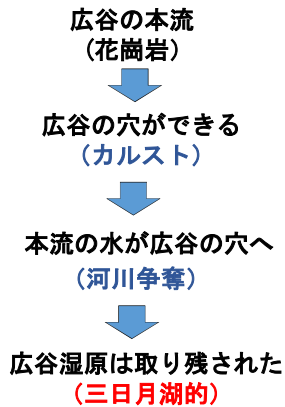 広谷の本流
(花崗岩)
広谷の穴ができる
(カルスト)
本流の水が広谷の穴へ
(河川争奪)
広谷湿原は取り残された
(三日月湖的)